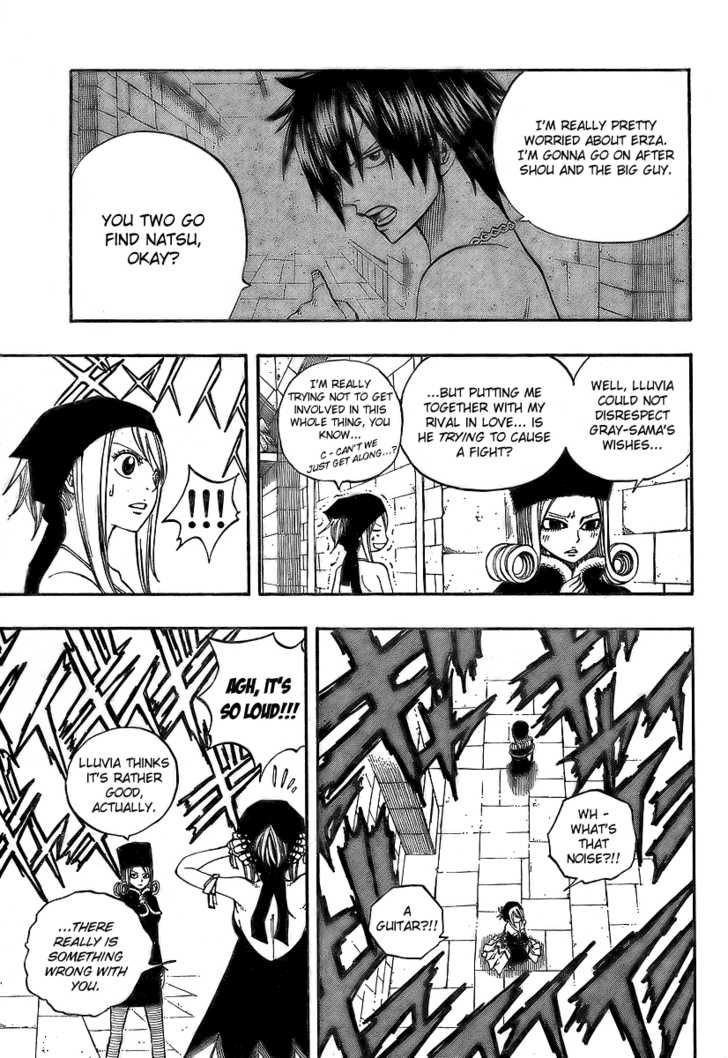 I'M REALLY PRETTY
WORRIED ABOUT ERZA.
I'M GONNA GO ON AFTER
SHOU AND THE BIG GUY.
YOU TWO GO
FIND NATSU,
OKAY?
WELL, LLUVIA
COULD NOT
DISRESPECT
GRAY-SAMA'S
WISHES...
...BUT PUTTING ME
TOGETHER WITH MY
RIVAL IN LOVE... IS
HE TRYING TO CAUSE
A FIGHT?
I'M REALLY
TRYING NOT TO GET
INVOLVED IN THIS
WHOLE THING, YOU
KNOW...
C - CAN'T WE
JUST GET ALONG...?
!!!
WH -
WHAT'S
THAT
NOISE?!!
A
GUITAR?!!
AGH, IT'S
SO LOUD!!!
LLUVIA THINKS
IT'S RATHER
GOOD,
ACTUALLY.
...THERE
REALLY IS
SOMETHING
WRONG WITH
YOU.